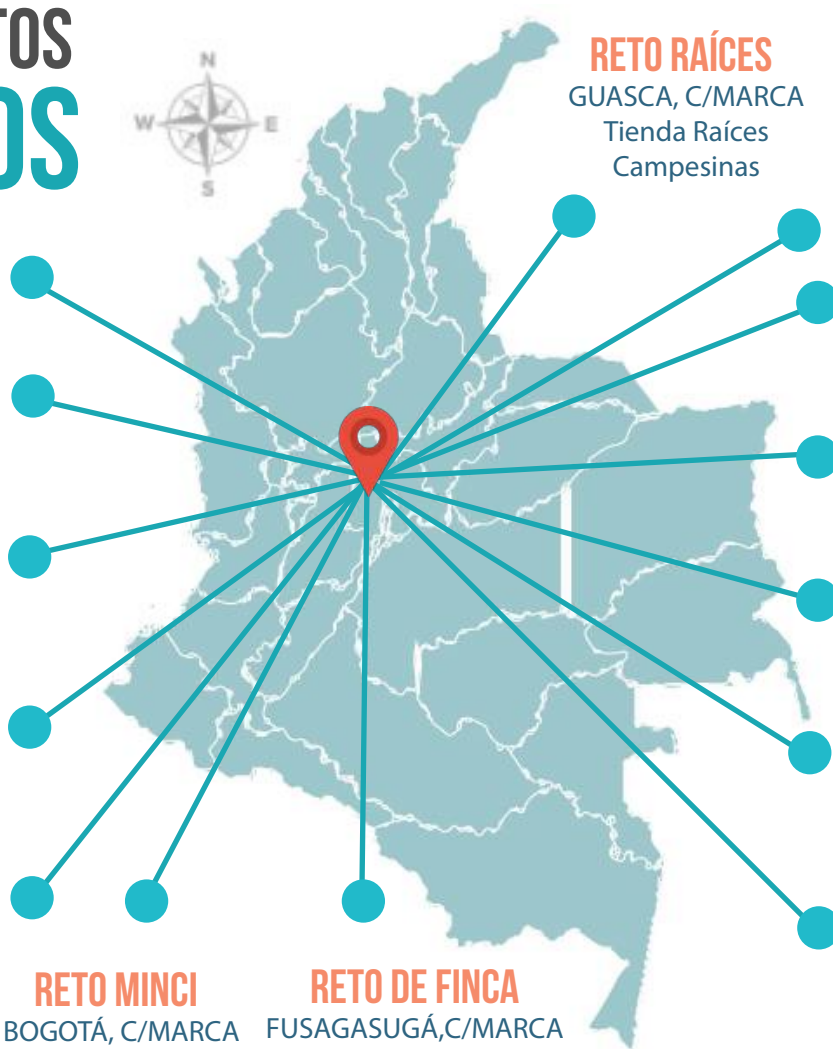 TOS
OS
N
W E
S
RETO RAÍCES
GUASCA, C/MARCA
Tienda Raíces
Campesinas
RETO MINCI
BOGOTÁ, C/MARCA
RETO DE FINCA
FUSAGASUGÁ,C/MARCA